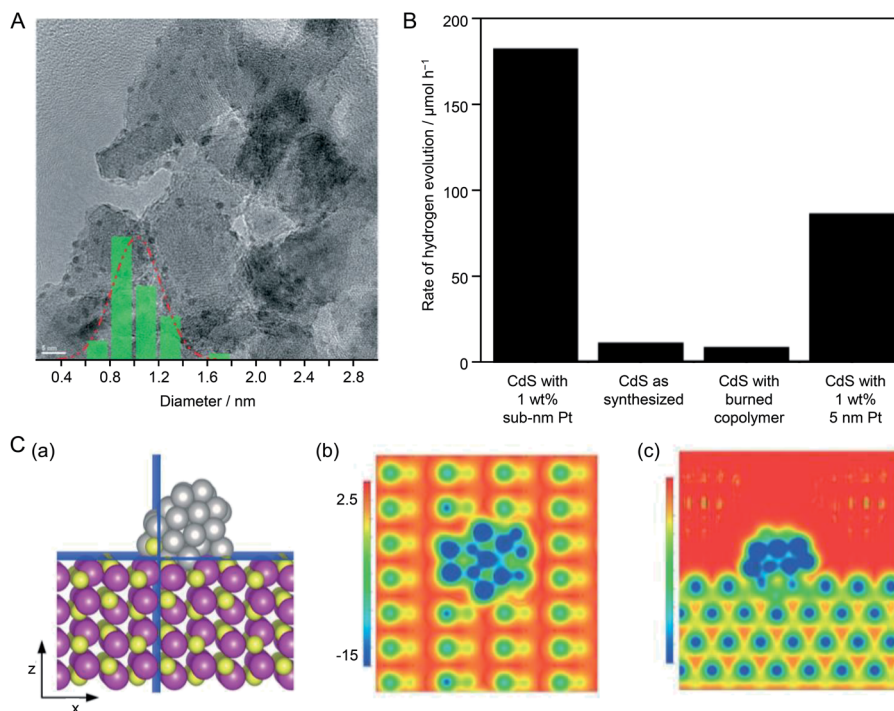 A
5 nm
0.4 0.8 1.2 1.6 2.0 2.4 2.8
Diameter / nm
B
Rate of hydrogen evolution / μmol h⁻¹
200
150
100
50
0
CdS with
1 wt%
sub-nm Pt
CdS as
synthesized
CdS with
burned
copolymer
CdS with
1 wt%
5 nm Pt
C
(a)
z
x
(b)
2.5
-15
(c)